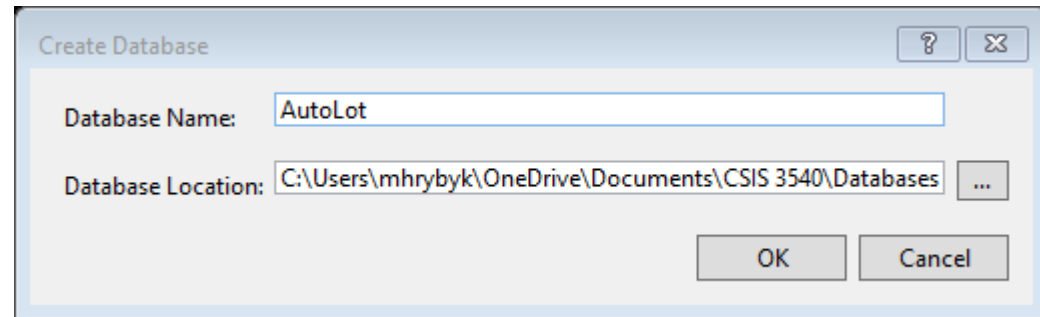 Create Database
Database Name: AutoLot
Database Location: C:\Users\mhrybyk\OneDrive\Documents\CSIS 3540\Databases ...
OK Cancel